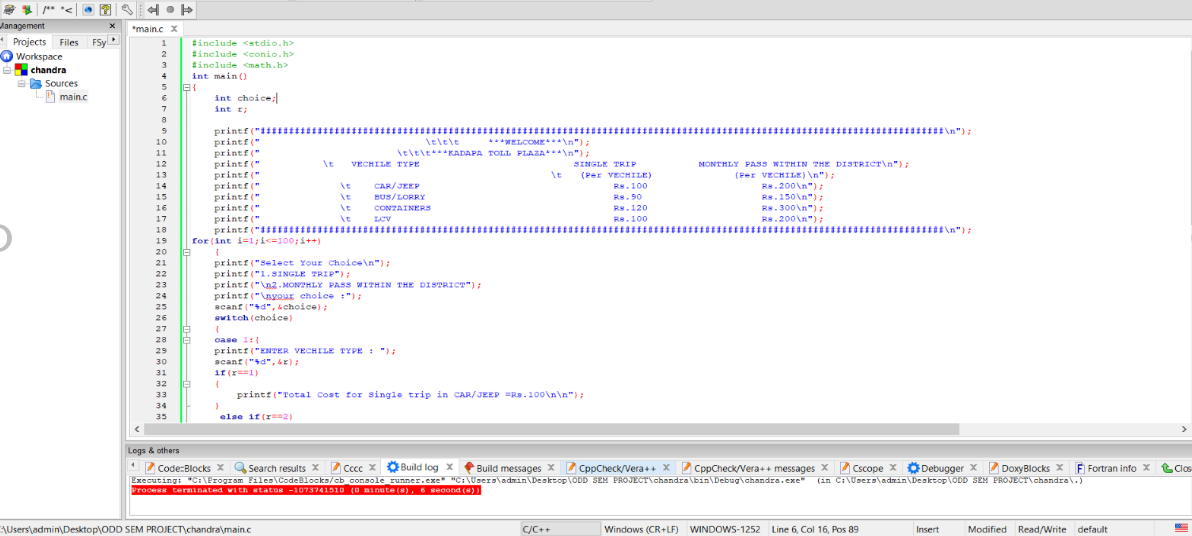 /** *<
Management
Projects Files FSy
Workspace
chandra
Sources
main.c
*main.c X
1 #include <stdio.h>
2 #include <conio.h>
3 #include <math.h>
4 int main()
5 {
6 int choice;
7 int r;
8
9 printf("########################################################################################################################\n");
10 printf(" \t\t\t ***WELCOME***\n");
11 printf(" \t\t\t***KADAPA TOLL PLAZA***\n");
12 printf(" \t VECHILE TYPE SINGLE TRIP MONTHLY PASS WITHIN THE DISTRICT\n");
13 printf(" \t (Per VECHILE) (Per VECHILE)\n");
14 printf(" \t CAR/JEEP Rs.100 Rs.200\n");
15 printf(" \t BUS/LORRY Rs.90 Rs.150\n");
16 printf(" \t CONTAINERS Rs.120 Rs.300\n");
17 printf(" \t LCV Rs.100 Rs.200\n");
18 printf("########################################################################################################################\n");
19 for(int i=1;i<=100;i++)
20 {
21 printf("Select Your Choice\n");
22 printf("1.SINGLE TRIP");
23 printf("\n2.MONTHLY PASS WITHIN THE DISTRICT");
24 printf("\nyour choice :");
25 scanf("%d",&choice);
26 switch(choice)
27 {
28 case 1:{
29 printf("ENTER VECHILE TYPE : ");
30 scanf("%d",&r);
31 if(r==1)
32 {
33 printf("Total Cost for Single trip in CAR/JEEP =Rs.100\n\n");
34 }
35 else if(r==2)
Logs & others
Code::Blocks X Search results X Cccc X Build log X Build messages X CppCheck/Vera++ X CppCheck/Vera++ messages X Cscope X Debugger X DoxyBlocks X Fortran info X Clos
Executing: "C:\Program Files\CodeBlocks/cb_console_runner.exe" "C:\Users\admin\Desktop\ODD SEM PROJECT\chandra\bin\Debug\chandra.exe" (in C:\Users\admin\Desktop\ODD SEM PROJECT\chandra\.)
Process terminated with status -1073741510 (0 minute(s), 6 second(s))
:\Users\admin\Desktop\ODD SEM PROJECT\chandra\main.c C/C++ Windows (CR+LF) WINDOWS-1252 Line 6, Col 16, Pos 89 Insert Modified Read/Write default